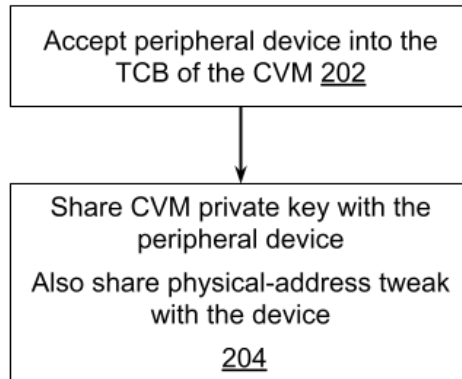 Accept peripheral device into the
TCB of the CVM 202
Share CVM private key with the
peripheral device
Also share physical-address tweak
with the device
204